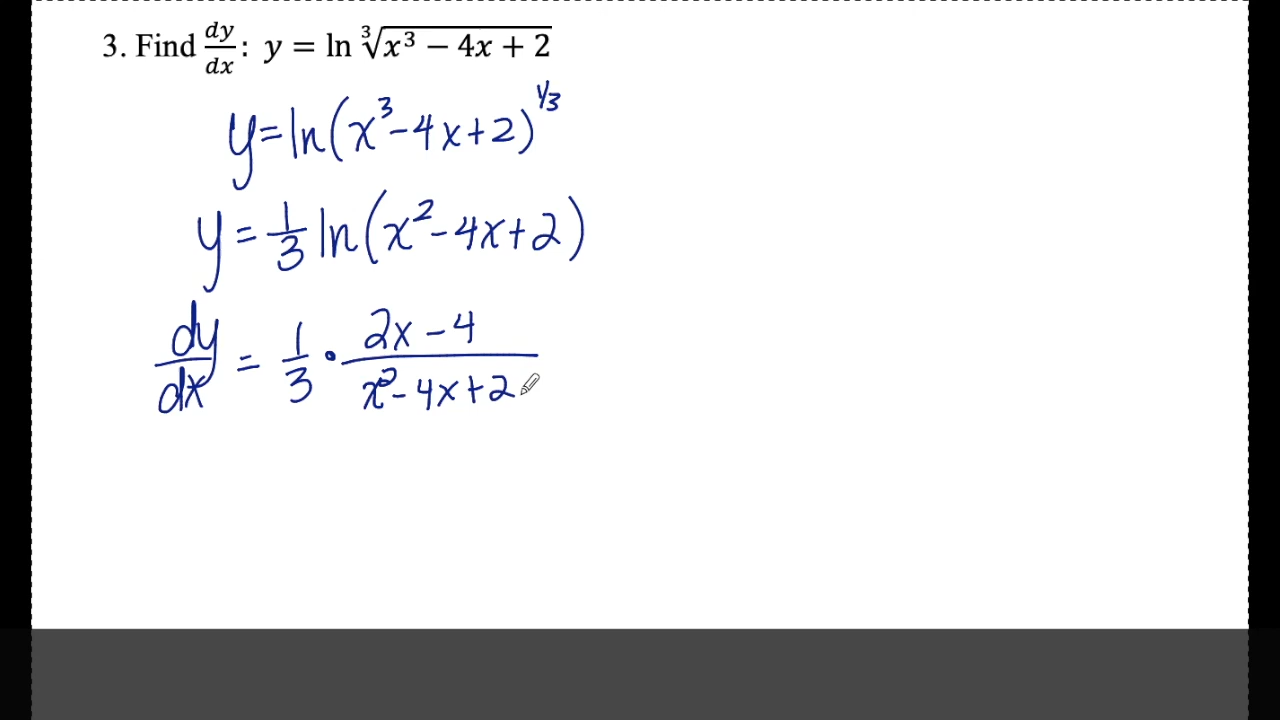 3. Find dy/dx : y = ln ∛(x³ − 4x + 2)
y = ln(x³ - 4x + 2)^1/3
y = 1/3 ln(x² - 4x + 2)
dy/dx = 1/3 • (2x - 4)/(x² - 4x + 2)